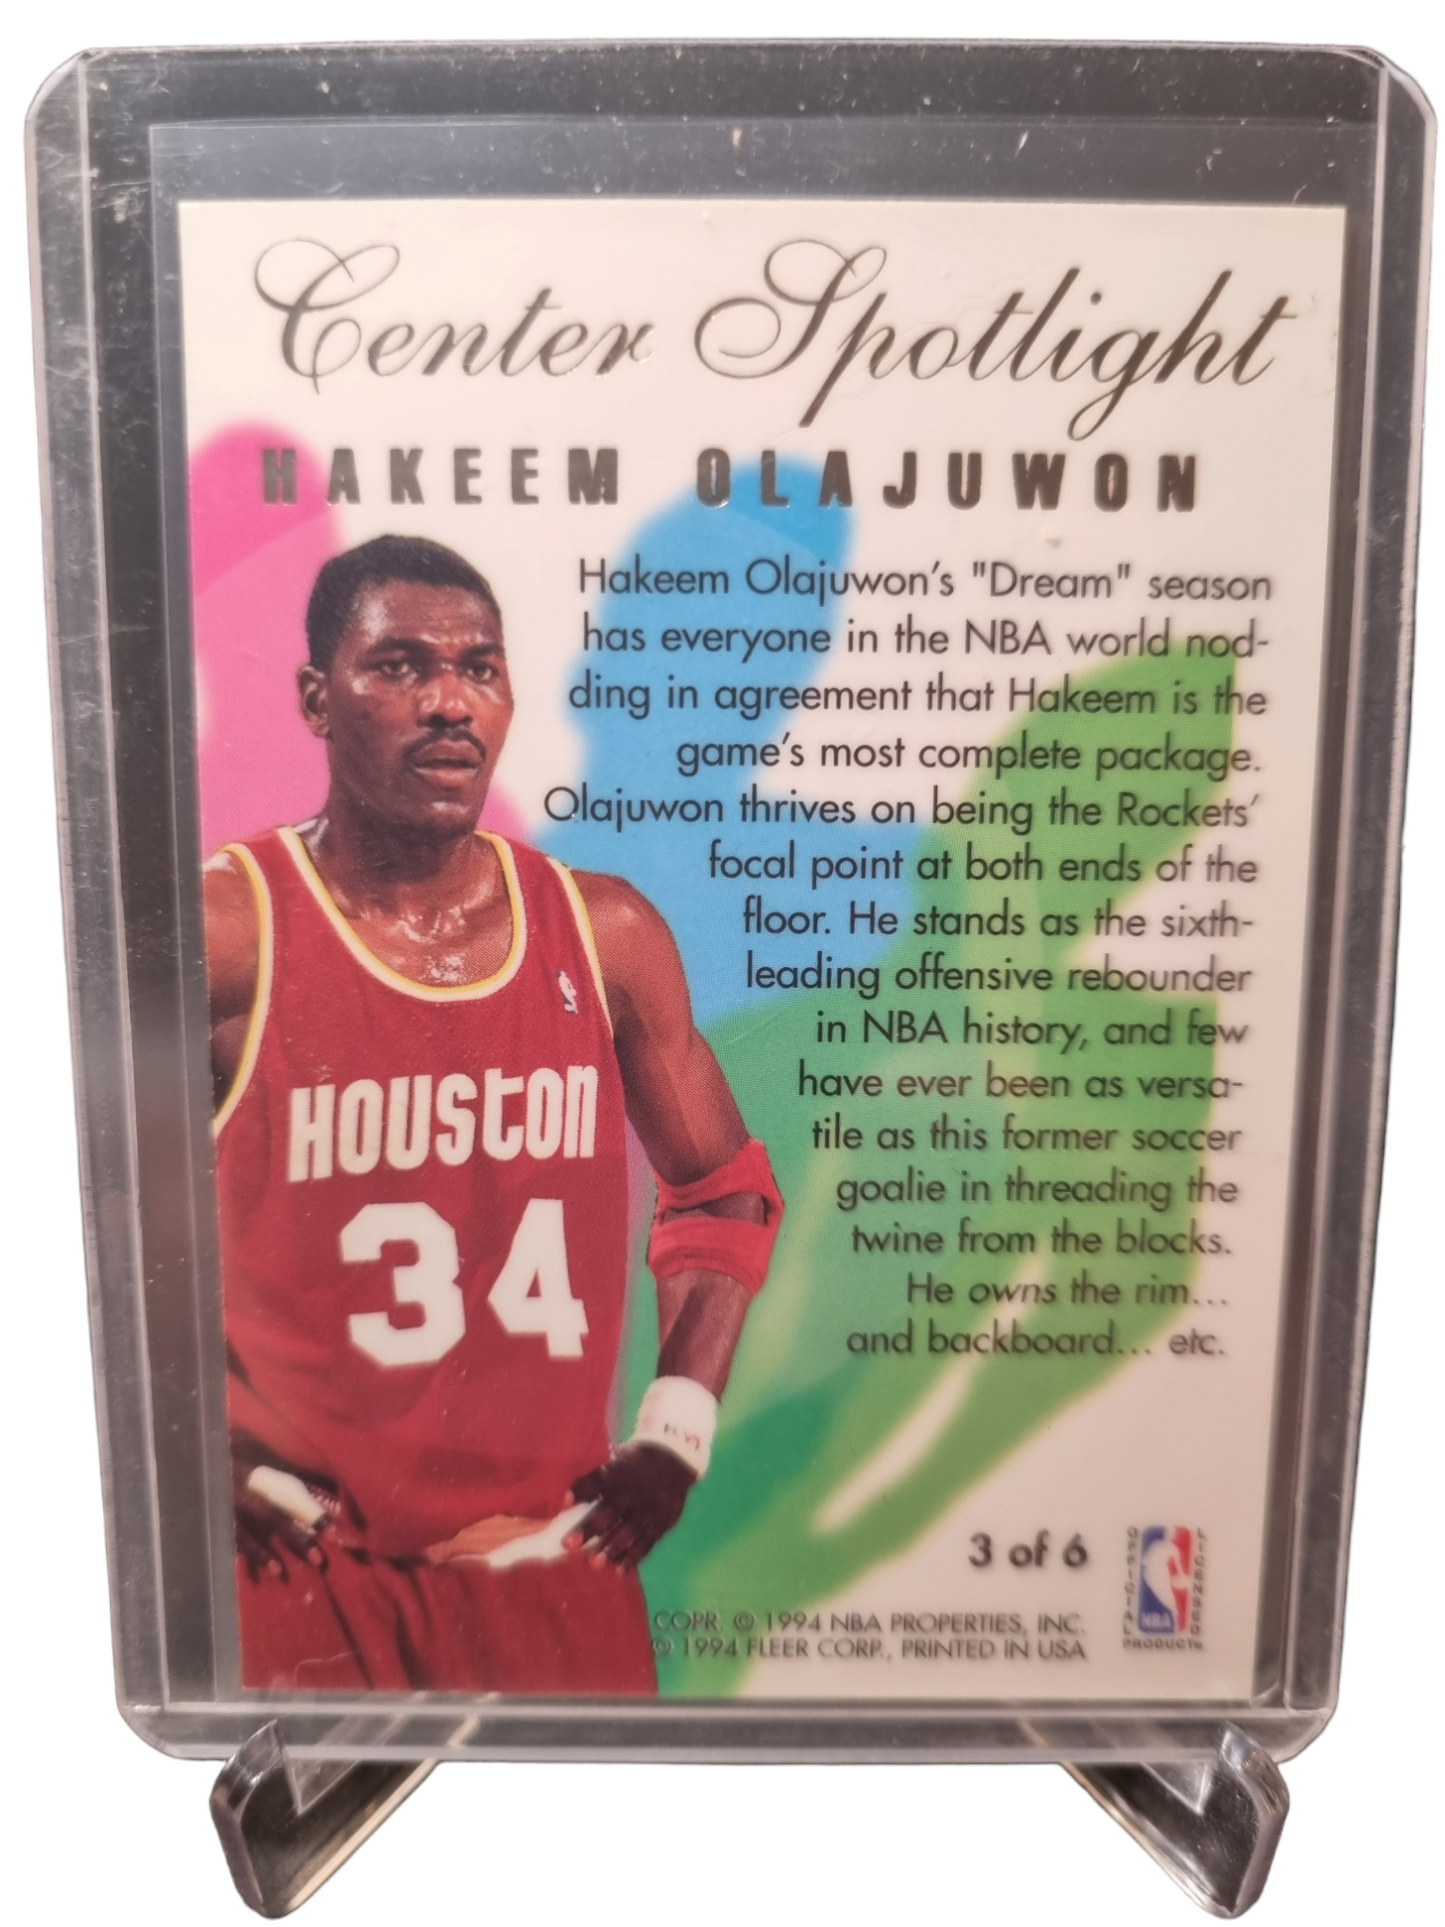 Center Spotlight
HAKEEM OLAJUWON
Hakeem Olajuwon's "Dream" season
has everyone in the NBA world nod-
ding in agreement that Hakeem is the
game's most complete package.
Olajuwon thrives on being the Rockets'
focal point at both ends of the
floor. He stands as the sixth-
leading offensive rebounder
in NBA history, and few
have ever been as versa-
tile as this former soccer
goalie in threading the
twine from the blocks.
He owns the rim...
and backboard... etc.
HOUSTON
34
3 of 6
OFFICIAL
LICENSED
NBA
PRODUCTS
COPR. © 1994 NBA PROPERTIES, INC.
© 1994 FLEER CORP., PRINTED IN USA